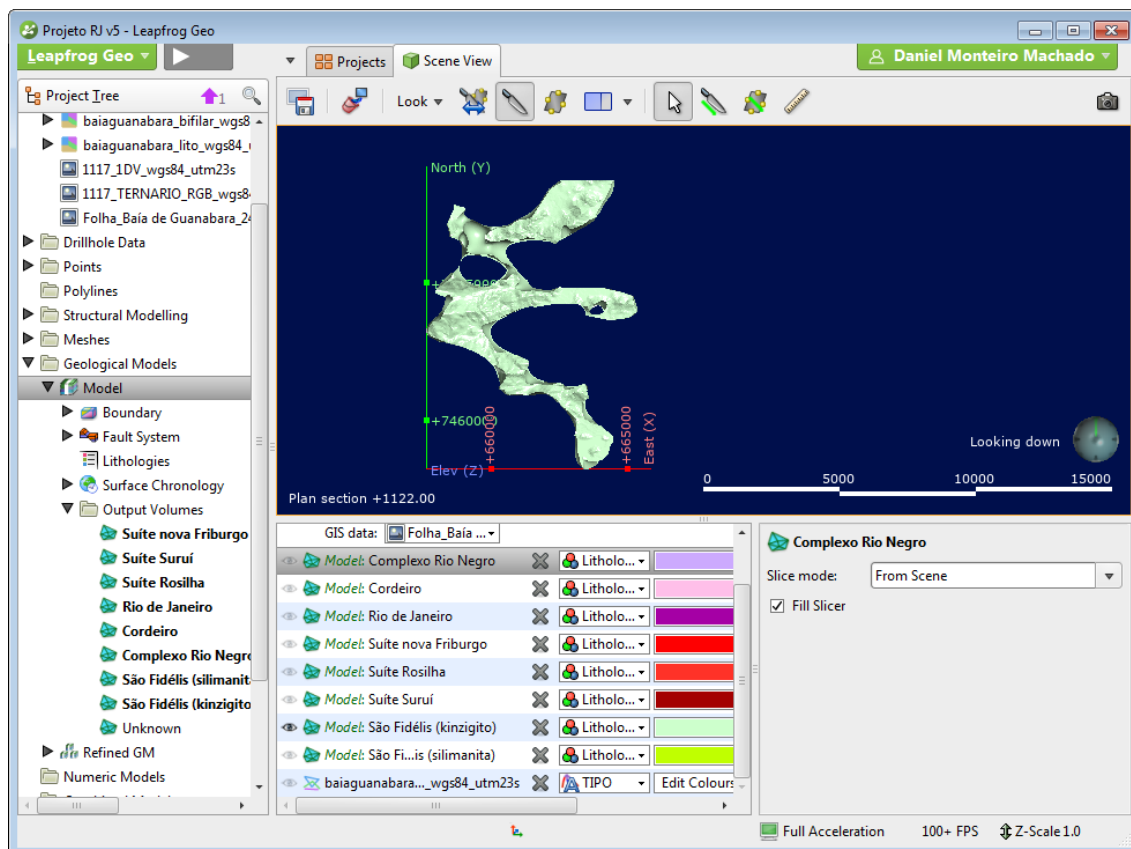 Projeto RJ v5 - Leapfrog Geo
Leapfrog Geo
Projects
Scene View
Daniel Monteiro Machado
Project Tree
1
Look
baiaguanabara_bifilar_wgs8
baiaguanabara_lito_wgs84_u
1117_1DV_wgs84_utm23s
1117_TERNARIO_RGB_wgs84
Folha_Baía de Guanabara_24
Drillhole Data
Points
Polylines
Structural Modelling
Meshes
Geological Models
Model
Boundary
Fault System
Lithologies
Surface Chronology
Output Volumes
Suíte nova Friburgo
Suíte Suruí
Suíte Rosilha
Rio de Janeiro
Cordeiro
Complexo Rio Negro
São Fidélis (silimanit
São Fidélis (kinzigito
Unknown
Refined GM
Numeric Models
North (Y)
+7460000
+660000
+665000
East (X)
Elev (Z)
Plan section +1122.00
Looking down
0 5000 10000 15000
GIS data: Folha_Baía ...
Model: Complexo Rio Negro Litholo...
Model: Cordeiro Litholo...
Model: Rio de Janeiro Litholo...
Model: Suíte nova Friburgo Litholo...
Model: Suíte Rosilha Litholo...
Model: Suíte Suruí Litholo...
Model: São Fidélis (kinzigito) Litholo...
Model: São Fi...is (silimanita) Litholo...
baiaguanabara..._wgs84_utm23s TIPO Edit Colours
Complexo Rio Negro
Slice mode: From Scene
Fill Slicer
Full Acceleration 100+ FPS Z-Scale 1.0